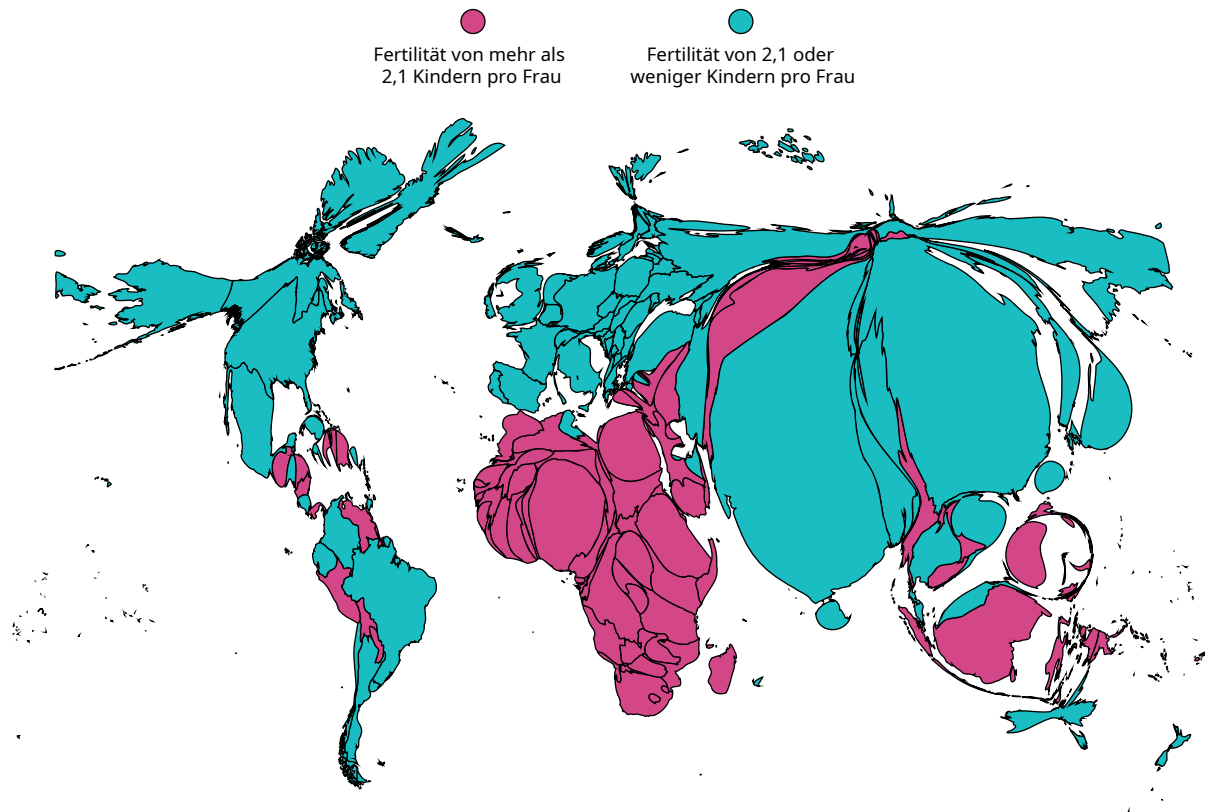 Fertilität von mehr als
2,1 Kindern pro Frau
Fertilität von 2,1 oder
weniger Kindern pro Frau